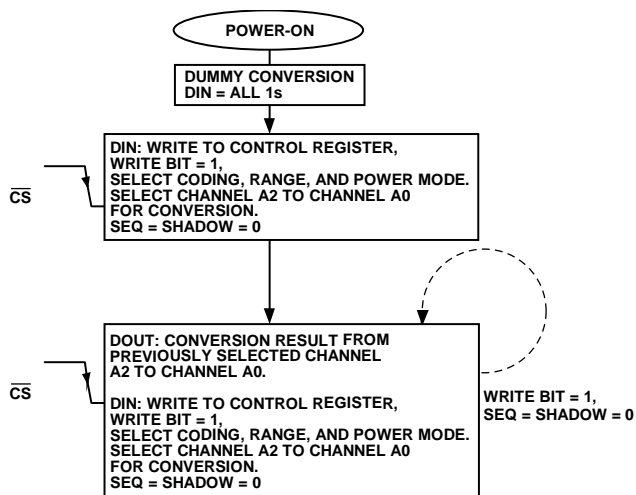 POWER-ON
DUMMY CONVERSION
DIN = ALL 1s
DIN: WRITE TO CONTROL REGISTER,
WRITE BIT = 1,
SELECT CODING, RANGE, AND POWER MODE.
SELECT CHANNEL A2 TO CHANNEL A0
FOR CONVERSION.
SEQ = SHADOW = 0
C̅S̅
DOUT: CONVERSION RESULT FROM
PREVIOUSLY SELECTED CHANNEL
A2 TO CHANNEL A0.
DIN: WRITE TO CONTROL REGISTER,
WRITE BIT = 1,
SELECT CODING, RANGE, AND POWER MODE.
SELECT CHANNEL A2 TO CHANNEL A0
FOR CONVERSION.
SEQ = SHADOW = 0
C̅S̅
WRITE BIT = 1,
SEQ = SHADOW = 0